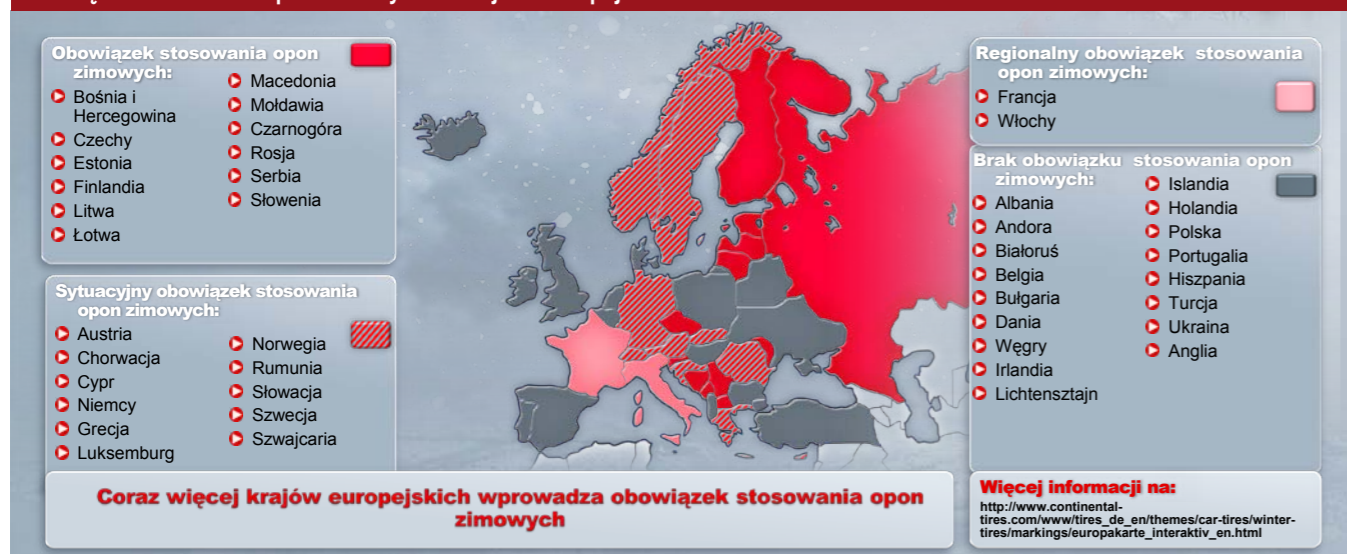 Obowiązek stosowania opon
zimowych:
Bośnia i
Hercegowina
Czechy
Estonia
Finlandia
Litwa
Łotwa
Macedonia
Mołdawia
Czarnogóra
Rosja
Serbia
Słowenia
Sytuacyjny obowiązek stosowania
opon zimowych:
Austria
Chorwacja
Cypr
Niemcy
Grecja
Luksemburg
Norwegia
Rumunia
Słowacja
Szwecja
Szwajcaria
Regionalny obowiązek stosowania
opon zimowych:
Francja
Włochy
Brak obowiązku stosowania opon
zimowych:
Albania
Andora
Białoruś
Belgia
Bułgaria
Dania
Węgry
Irlandia
Lichtensztajn
Islandia
Holandia
Polska
Portugalia
Hiszpania
Turcja
Ukraina
Anglia
Coraz więcej krajów europejskich wprowadza obowiązek stosowania opon
zimowych
Więcej informacji na:
http://www.continental-
tires.com/www/tires_de_en/themes/car-tires/winter-
tires/markings/europakarte_interaktiv_en.html